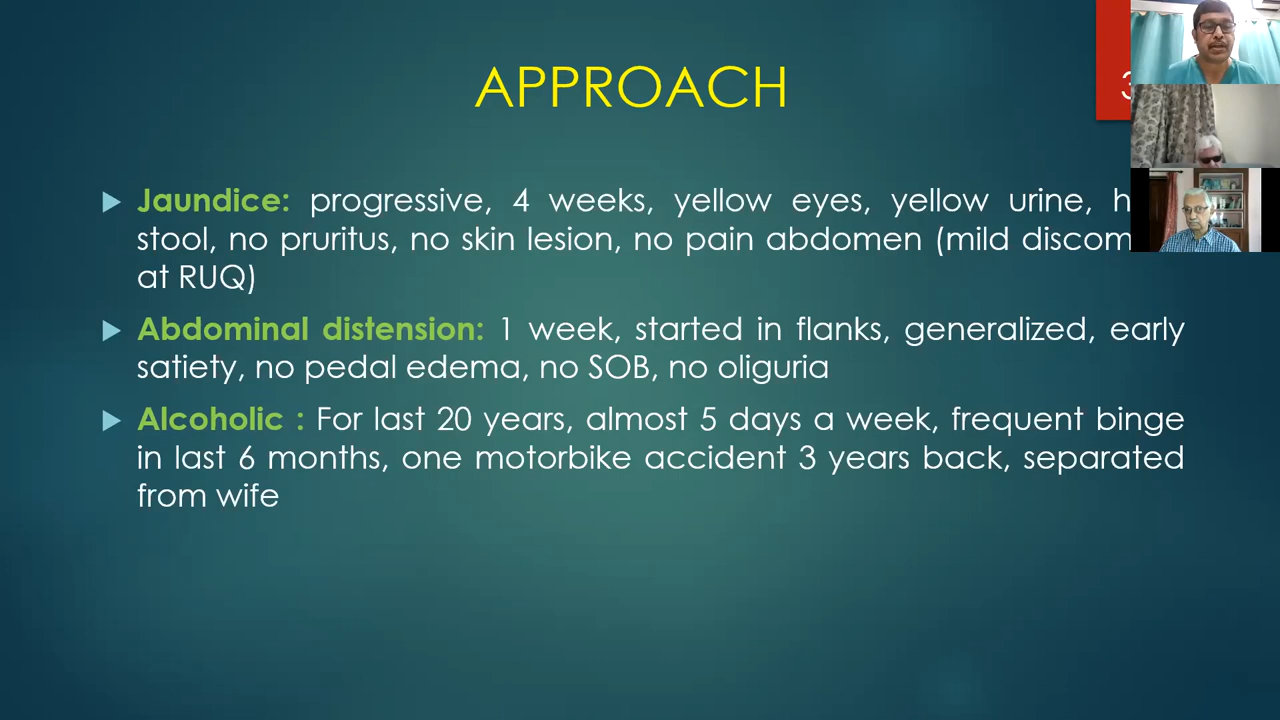 APPROACH
3
Jaundice: progressive, 4 weeks, yellow eyes, yellow urine,
stool, no pruritus, no skin lesion, no pain abdomen (mild
at RUQ)
Abdominal distension: 1 week, started in flanks, generalized, early
satiety, no pedal edema, no SOB, no oliguria
Alcoholic : For last 20 years, almost 5 days a week, frequent binge
in last 6 months, one motorbike accident 3 years back, separated
from wife